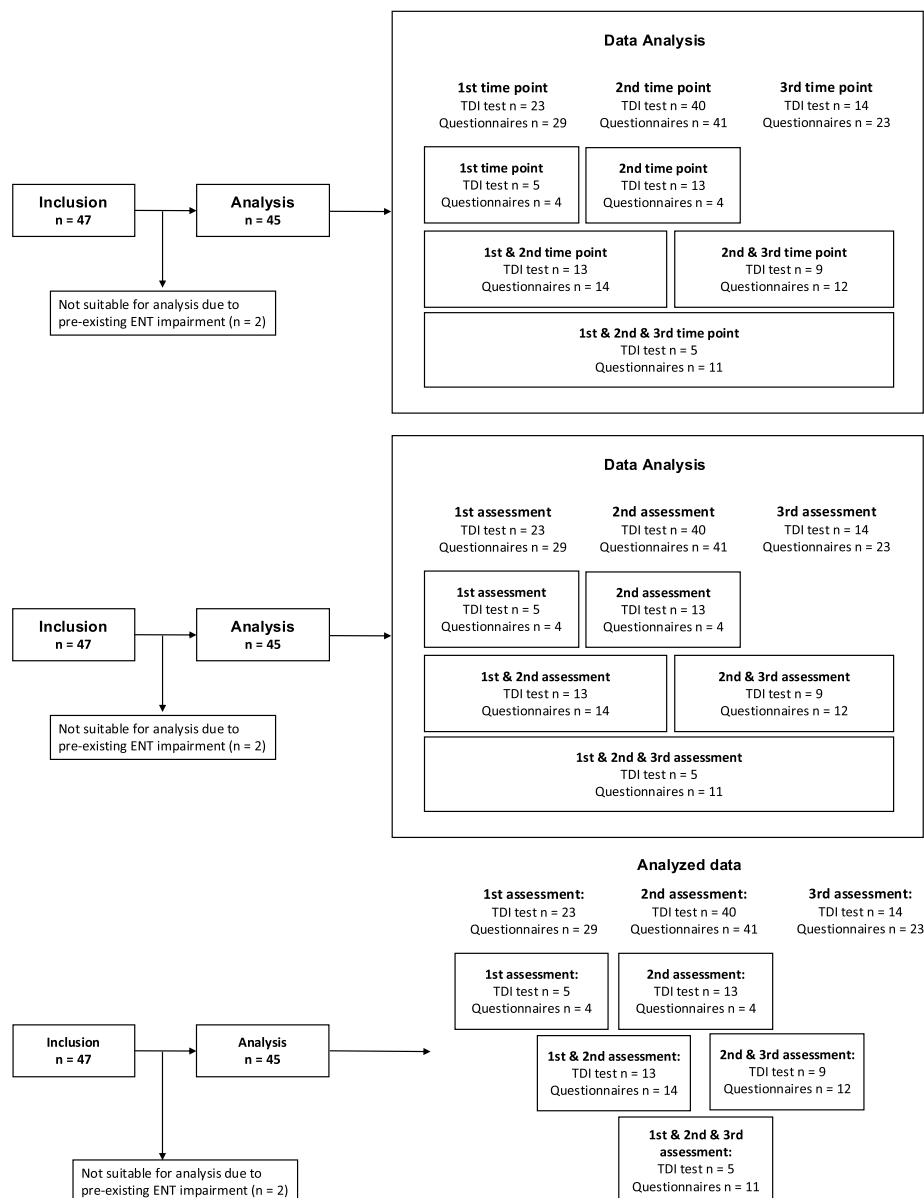 Data Analysis
1st time point
TDI test n = 23
Questionnaires n = 29
2nd time point
TDI test n = 40
Questionnaires n = 41
3rd time point
TDI test n = 14
Questionnaires n = 23
1st time point
TDI test n = 5
Questionnaires n = 4
2nd time point
TDI test n = 13
Questionnaires n = 4
Inclusion
n = 47
Analysis
n = 45
1st & 2nd time point
TDI test n = 13
Questionnaires n = 14
2nd & 3rd time point
TDI test n = 9
Questionnaires n = 12
Not suitable for analysis due to
pre-existing ENT impairment (n = 2)
1st & 2nd & 3rd time point
TDI test n = 5
Questionnaires n = 11
Data Analysis
1st assessment
TDI test n = 23
Questionnaires n = 29
2nd assessment
TDI test n = 40
Questionnaires n = 41
3rd assessment
TDI test n = 14
Questionnaires n = 23
1st assessment
TDI test n = 5
Questionnaires n = 4
2nd assessment
TDI test n = 13
Questionnaires n = 4
Inclusion
n = 47
Analysis
n = 45
1st & 2nd assessment
TDI test n = 13
Questionnaires n = 14
2nd & 3rd assessment
TDI test n = 9
Questionnaires n = 12
Not suitable for analysis due to
pre-existing ENT impairment (n = 2)
1st & 2nd & 3rd assessment
TDI test n = 5
Questionnaires n = 11
Analyzed data
1st assessment:
TDI test n = 23
Questionnaires n = 29
2nd assessment:
TDI test n = 40
Questionnaires n = 41
3rd assessment:
TDI test n = 14
Questionnaires n = 23
1st assessment:
TDI test n = 5
Questionnaires n = 4
2nd assessment:
TDI test n = 13
Questionnaires n = 4
Inclusion
n = 47
Analysis
n = 45
1st & 2nd assessment:
TDI test n = 13
Questionnaires n = 14
2nd & 3rd assessment:
TDI test n = 9
Questionnaires n = 12
Not suitable for analysis due to
pre-existing ENT impairment (n = 2)
1st & 2nd & 3rd
assessment:
TDI test n = 5
Questionnaires n = 11